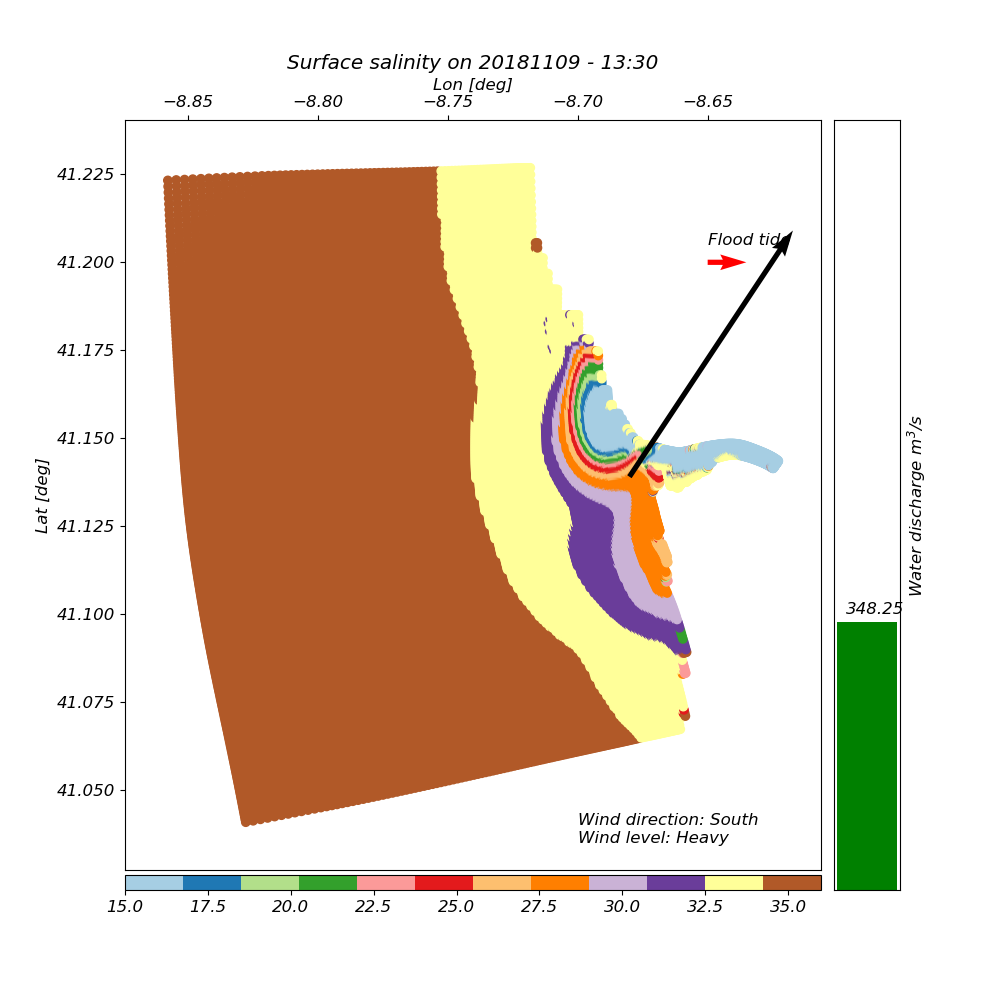 Surface salinity on 20181109 - 13:30
Lon [deg]
−8.85 −8.80 −8.75 −8.70 −8.65
41.225
41.200
41.175
41.150
41.125
41.100
41.075
41.050
Lat [deg]
Flood tide
Water discharge m³/s
348.25
Wind direction: South
Wind level: Heavy
15.0 17.5 20.0 22.5 25.0 27.5 30.0 32.5 35.0